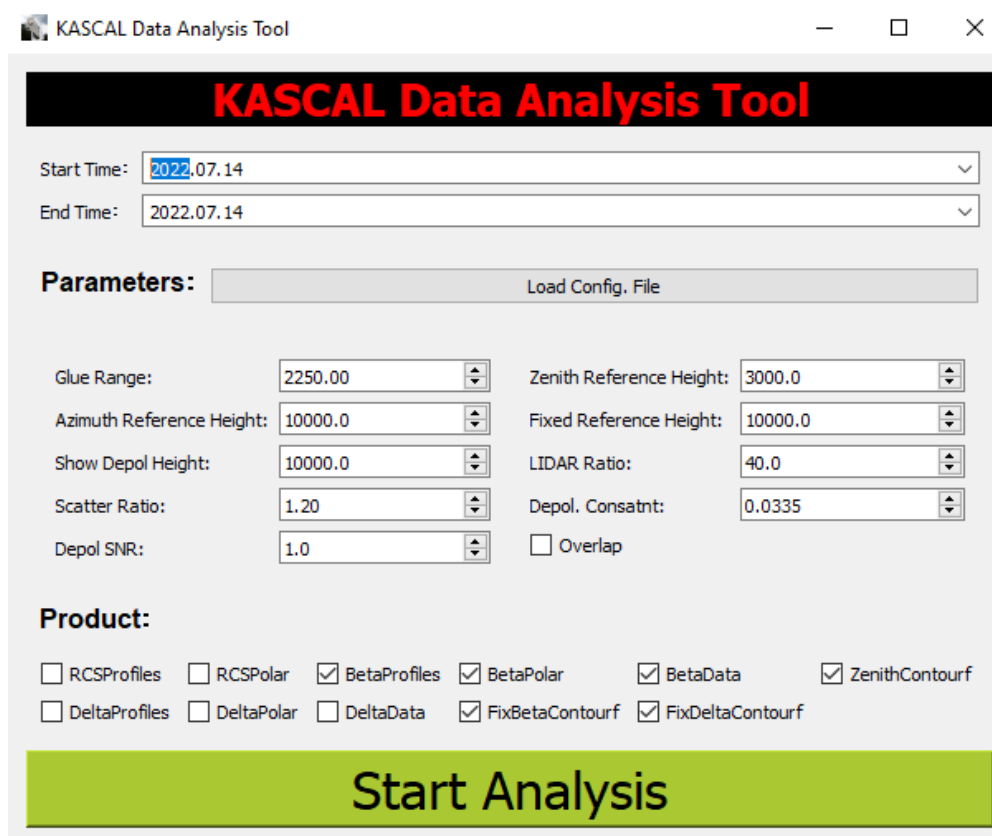 KASCAL Data Analysis Tool
KASCAL Data Analysis Tool
Start Time: 2022.07.14
End Time: 2022.07.14
Parameters: Load Config. File
Glue Range: 2250.00 Zenith Reference Height: 3000.0
Azimuth Reference Height: 10000.0 Fixed Reference Height: 10000.0
Show Depol Height: 10000.0 LIDAR Ratio: 40.0
Scatter Ratio: 1.20 Depol. Consatnt: 0.0335
Depol SNR: 1.0 Overlap
Product:
RCSProfiles RCSPolar BetaProfiles BetaPolar BetaData ZenithContourf
DeltaProfiles DeltaPolar DeltaData FixBetaContourf FixDeltaContourf
Start Analysis